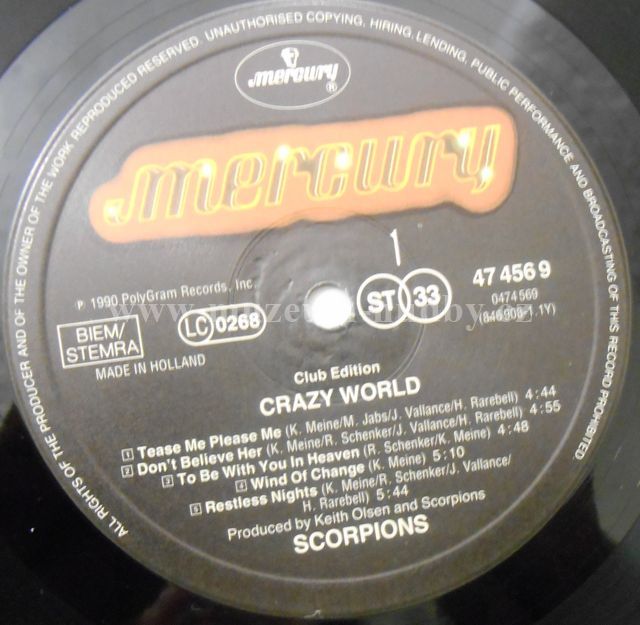 ALL RIGHTS OF THE PRODUCER AND OF THE OWNER OF THE WORK REPRODUCED RESERVED. UNAUTHORISED COPYING, HIRING, LENDING, PUBLIC PERFORMANCE AND BROADCASTING OF THIS RECORD PROHIBITED
mercury ®
mercury
1
℗ 1990 PolyGram Records, Inc.
BIEM/
STEMRA
LC 0268
ST 33
47 456 9
0474569
MADE IN HOLLAND
Club Edition
CRAZY WORLD
1 Tease Me Please Me (K. Meine/M. Jabs/J. Vallance/H. Rarebell) 4:44
2 Don't Believe Her (K. Meine/R. Schenker/J. Vallance/H. Rarebell) 4:55
3 To Be With You In Heaven (R. Schenker/K. Meine) 4:48
4 Wind Of Change (K. Meine) 5:10
5 Restless Nights (K. Meine/R. Schenker/J. Vallance/
H. Rarebell) 5:44
Produced by Keith Olsen and Scorpions
SCORPIONS